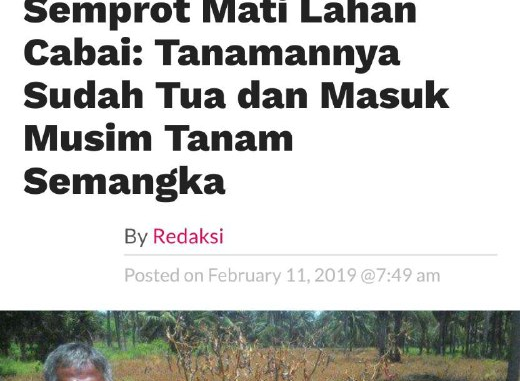 Semprot Mati Lahan
Cabai: Tanamannya
Sudah Tua dan Masuk
Musim Tanam
Semangka
By Redaksi
Posted on February 11, 2019 @7:49 am